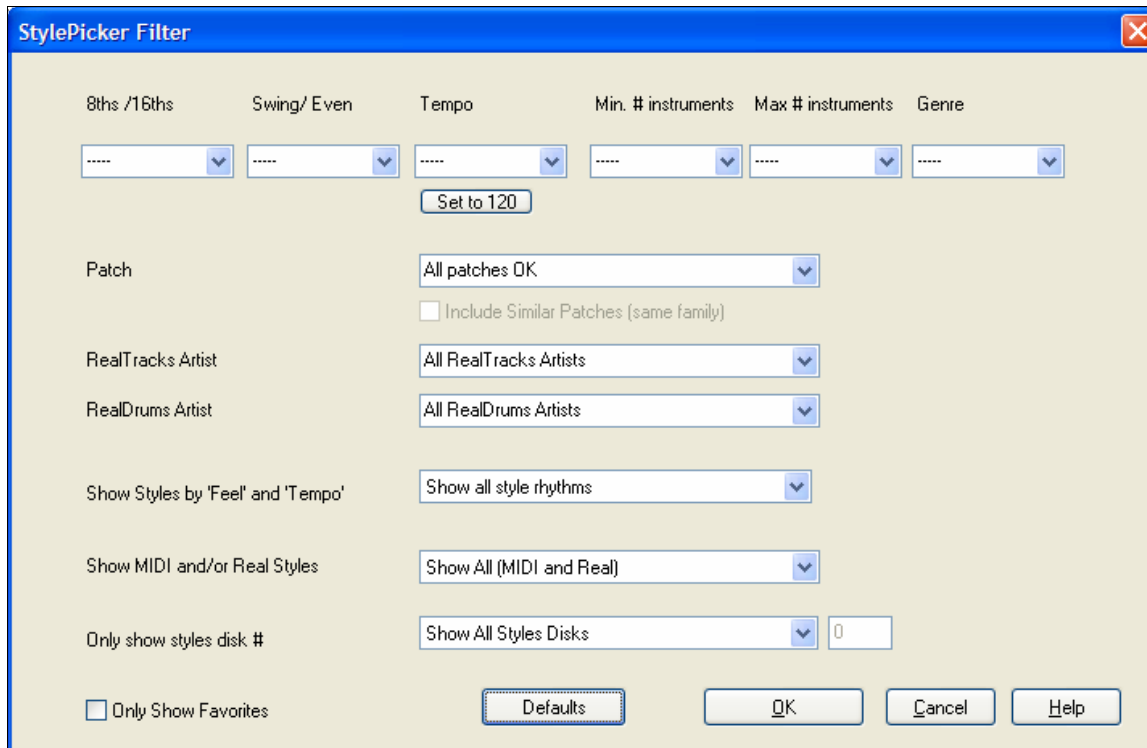 StylePicker Filter
8ths /16ths Swing/ Even Tempo Min. # instruments Max # instruments Genre
----- ----- ----- ----- ----- -----
Set to 120
Patch All patches OK
Include Similar Patches (same family)
RealTracks Artist All RealTracks Artists
RealDrums Artist All RealDrums Artists
Show Styles by 'Feel' and 'Tempo' Show all style rhythms
Show MIDI and/or Real Styles Show All (MIDI and Real)
Only show styles disk # Show All Styles Disks 0
Only Show Favorites Defaults OK Cancel Help